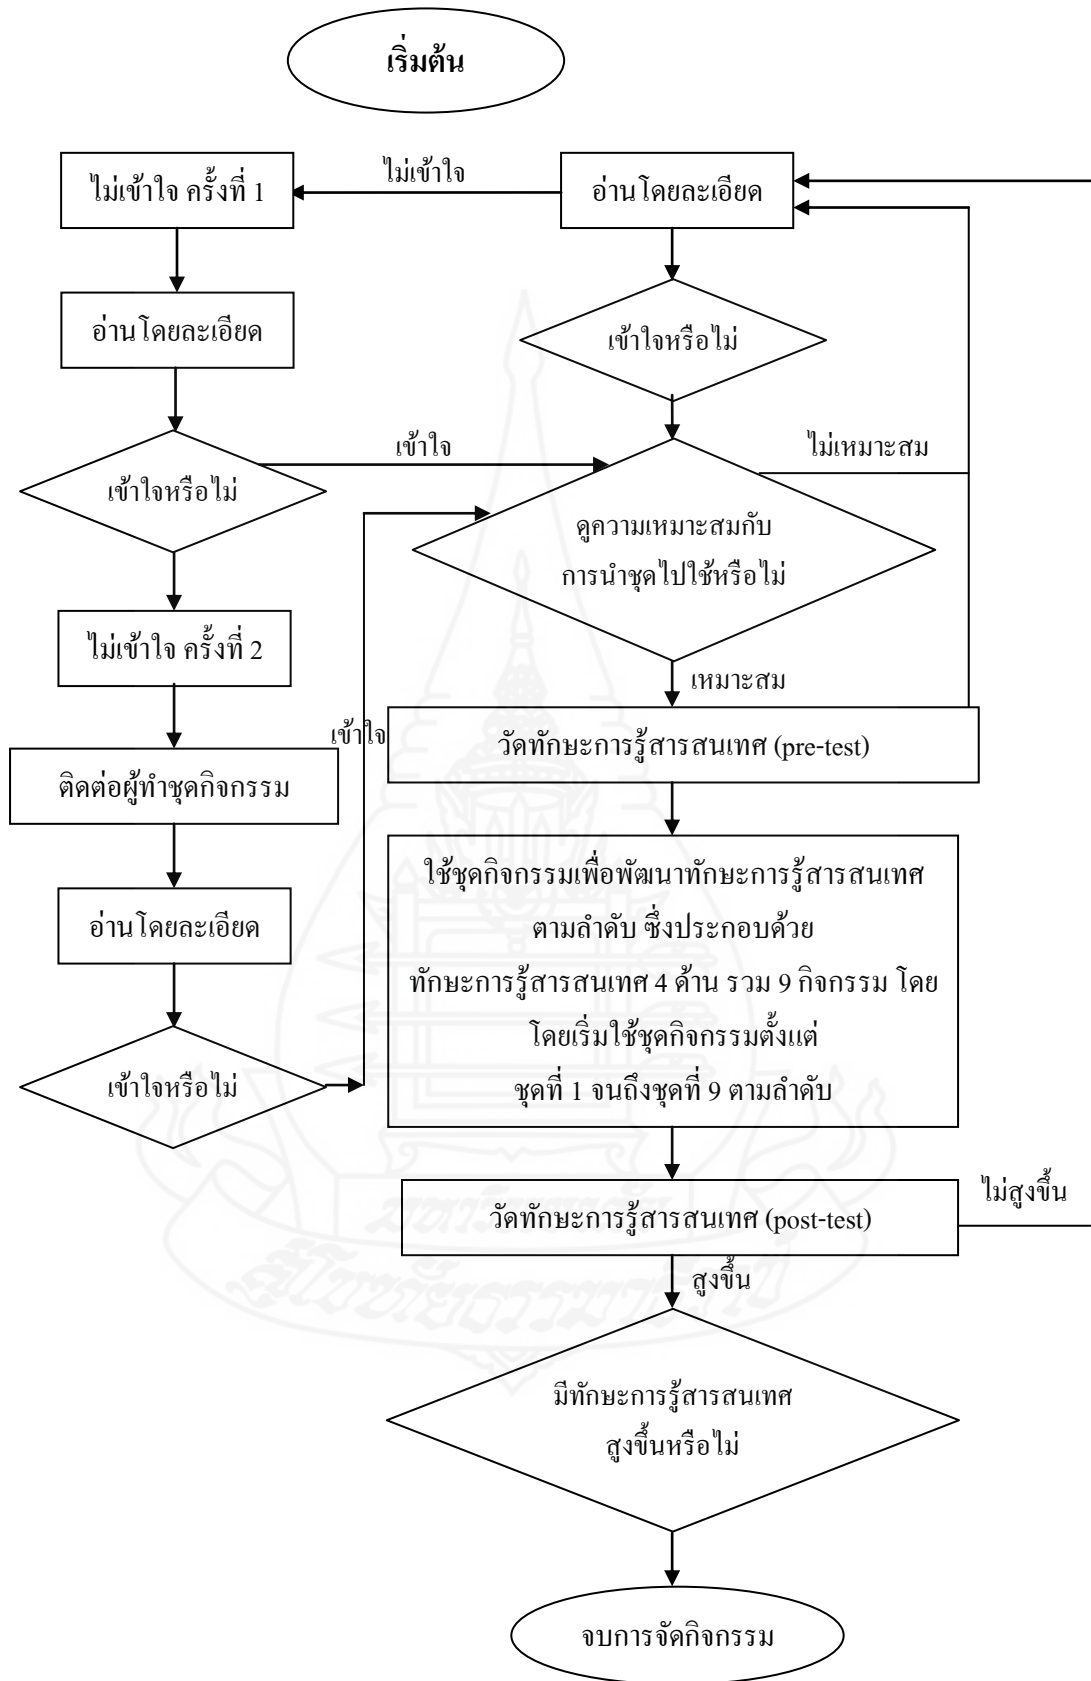 เริ่มต้น
ไม่เข้าใจ ครั้งที่ 1
ไม่เข้าใจ
อ่านโดยละเอียด
อ่านโดยละเอียด
เข้าใจหรือไม่
เข้าใจหรือไม่
เข้าใจ
ไม่เหมาะสม
ดูความเหมาะสมกับ
การนำชุดไปใช้หรือไม่
ไม่เข้าใจ ครั้งที่ 2
เหมาะสม
เข้าใจ
วัดทักษะการรู้สารสนเทศ (pre-test)
ติดต่อผู้ทำชุดกิจกรรม
ใช้ชุดกิจกรรมเพื่อพัฒนาทักษะการรู้สารสนเทศ
ตามลำดับ ซึ่งประกอบด้วย
ทักษะการรู้สารสนเทศ 4 ด้าน รวม 9 กิจกรรม โดย
โดยเริ่มใช้ชุดกิจกรรมตั้งแต่
ชุดที่ 1 จนถึงชุดที่ 9 ตามลำดับ
อ่านโดยละเอียด
เข้าใจหรือไม่
วัดทักษะการรู้สารสนเทศ (post-test)
ไม่สูงขึ้น
สูงขึ้น
มีทักษะการรู้สารสนเทศ
สูงขึ้นหรือไม่
จบการจัดกิจกรรม